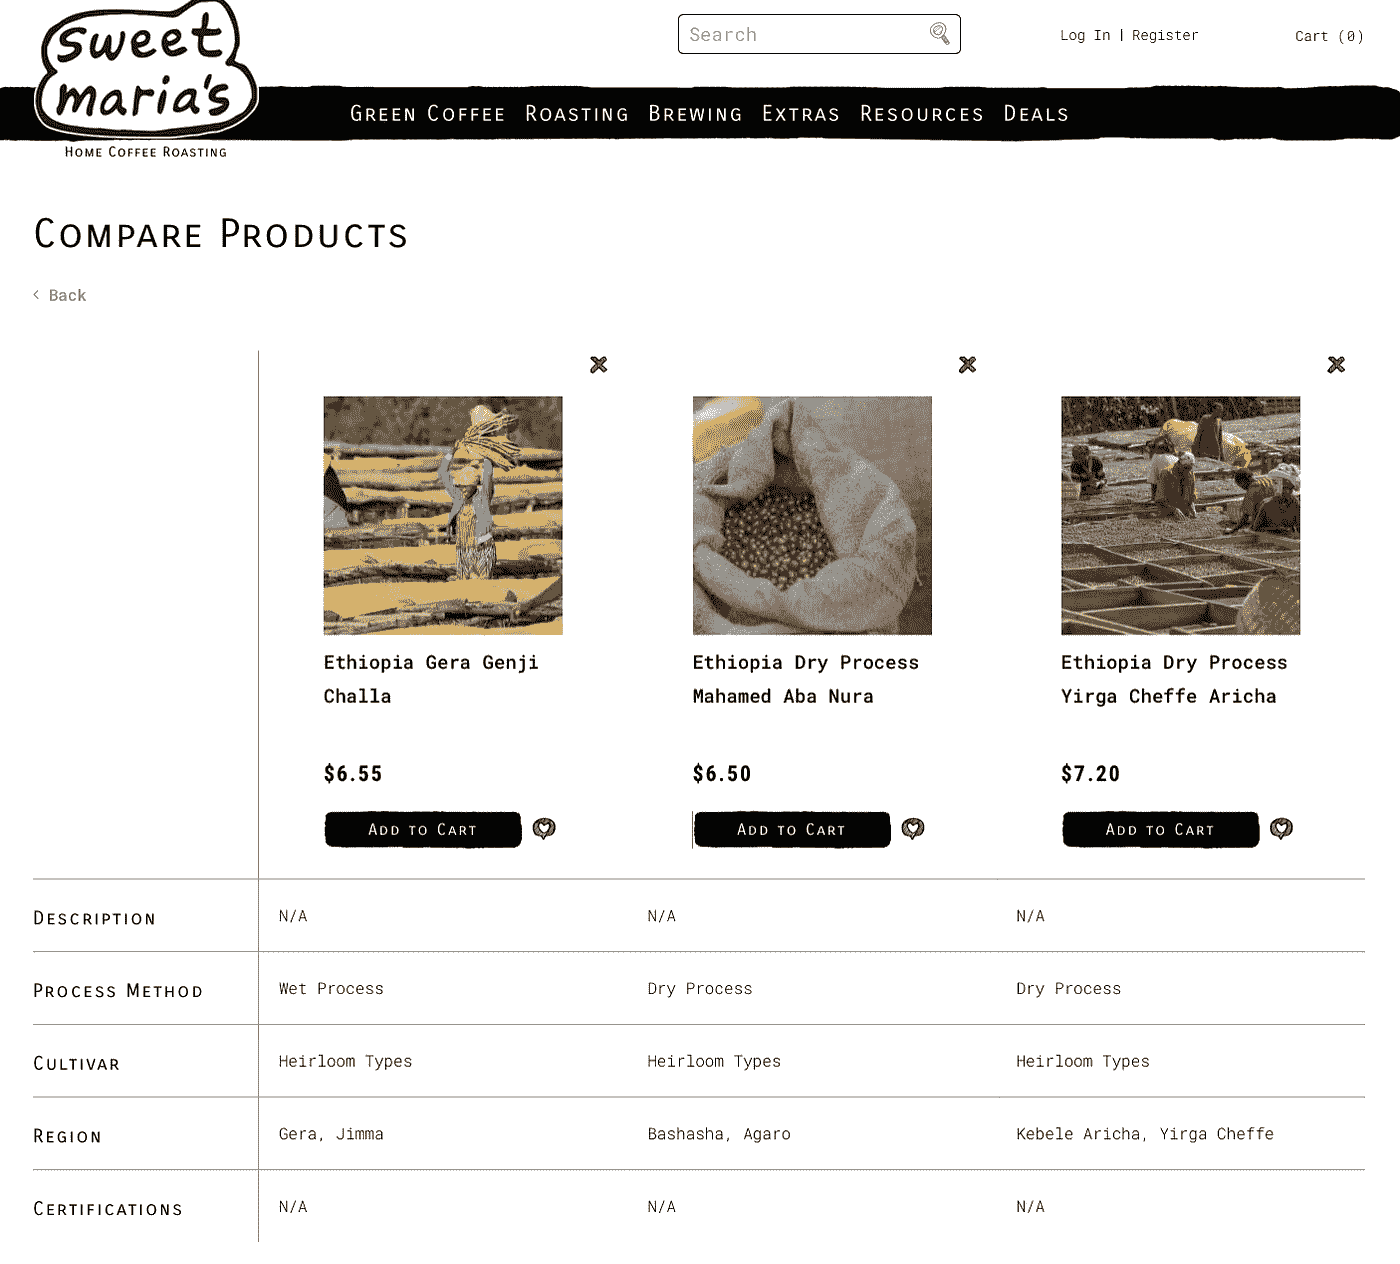 sweet
maria's
Home Coffee Roasting
Search
Log In | Register
Cart (0)
Green Coffee Roasting Brewing Extras Resources Deals
Compare Products
< Back
Ethiopia Gera Genji
Challa
$6.55
Add to Cart
Ethiopia Dry Process
Mahamed Aba Nura
$6.50
Add to Cart
Ethiopia Dry Process
Yirga Cheffe Aricha
$7.20
Add to Cart
Description N/A N/A N/A
Process Method Wet Process Dry Process Dry Process
Cultivar Heirloom Types Heirloom Types Heirloom Types
Region Gera, Jimma Bashasha, Agaro Kebele Aricha, Yirga Cheffe
Certifications N/A N/A N/A